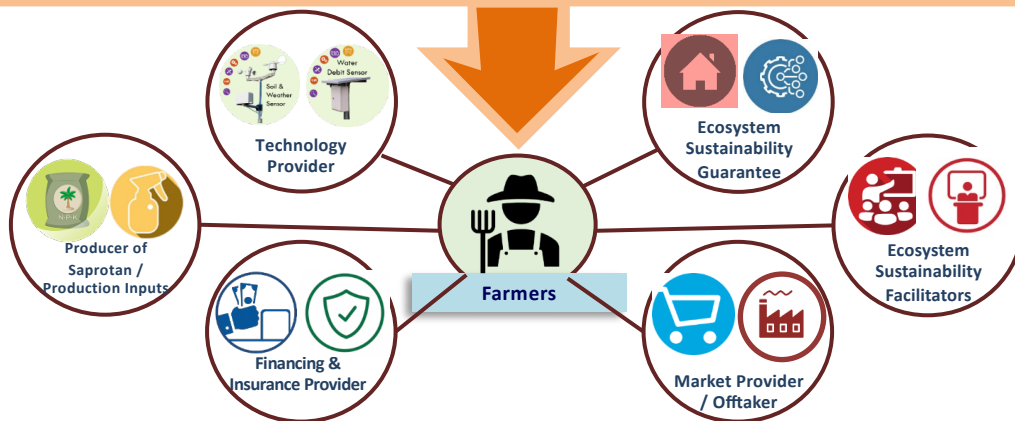 Water
Debit Sensor
Soil &
Weather
Sensor
Technology
Provider
Ecosystem
Sustainability
Guarantee
N-P-K
Producer of
Saprotan /
Production Inputs
Ecosystem
Sustainability
Facilitators
Farmers
Financing &
Insurance Provider
Market Provider
/ Offtaker